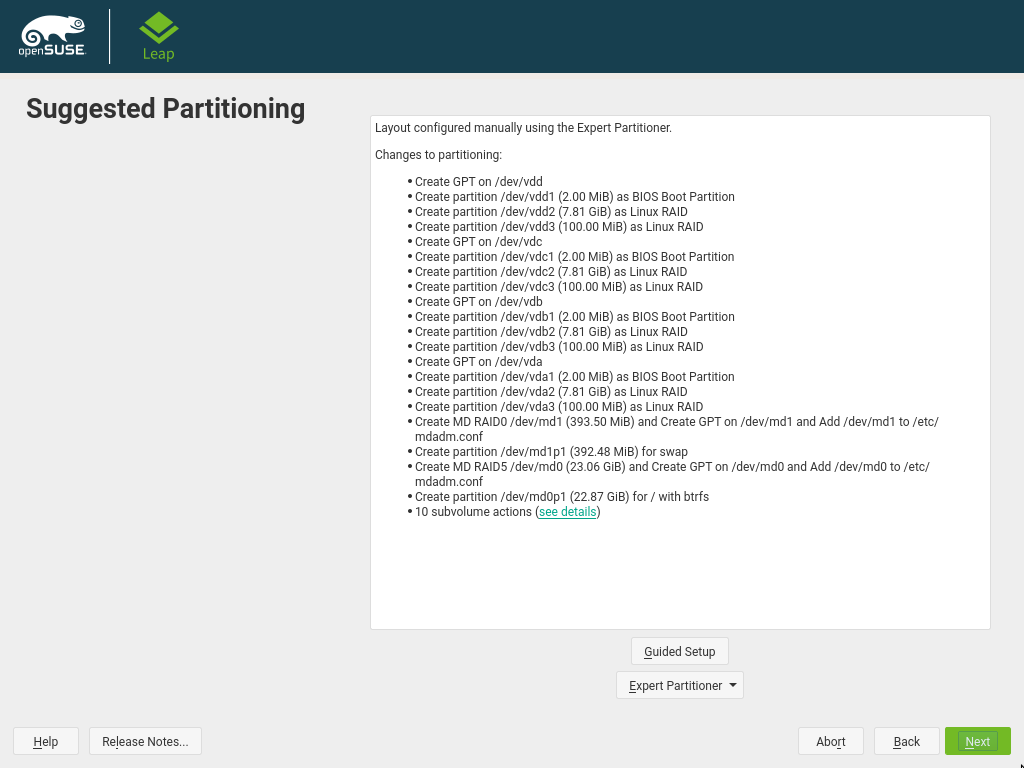 openSUSE
Leap
Suggested Partitioning
Layout configured manually using the Expert Partitioner.
Changes to partitioning:
Create GPT on /dev/vdd
Create partition /dev/vdd1 (2.00 MiB) as BIOS Boot Partition
Create partition /dev/vdd2 (7.81 GiB) as Linux RAID
Create partition /dev/vdd3 (100.00 MiB) as Linux RAID
Create GPT on /dev/vdc
Create partition /dev/vdc1 (2.00 MiB) as BIOS Boot Partition
Create partition /dev/vdc2 (7.81 GiB) as Linux RAID
Create partition /dev/vdc3 (100.00 MiB) as Linux RAID
Create GPT on /dev/vdb
Create partition /dev/vdb1 (2.00 MiB) as BIOS Boot Partition
Create partition /dev/vdb2 (7.81 GiB) as Linux RAID
Create partition /dev/vdb3 (100.00 MiB) as Linux RAID
Create GPT on /dev/vda
Create partition /dev/vda1 (2.00 MiB) as BIOS Boot Partition
Create partition /dev/vda2 (7.81 GiB) as Linux RAID
Create partition /dev/vda3 (100.00 MiB) as Linux RAID
Create MD RAID0 /dev/md1 (393.50 MiB) and Create GPT on /dev/md1 and Add /dev/md1 to /etc/
mdadm.conf
Create partition /dev/md1p1 (392.48 MiB) for swap
Create MD RAID5 /dev/md0 (23.06 GiB) and Create GPT on /dev/md0 and Add /dev/md0 to /etc/
mdadm.conf
Create partition /dev/md0p1 (22.87 GiB) for / with btrfs
10 subvolume actions (see details)
Guided Setup
Expert Partitioner
Help
Release Notes...
Abort
Back
Next